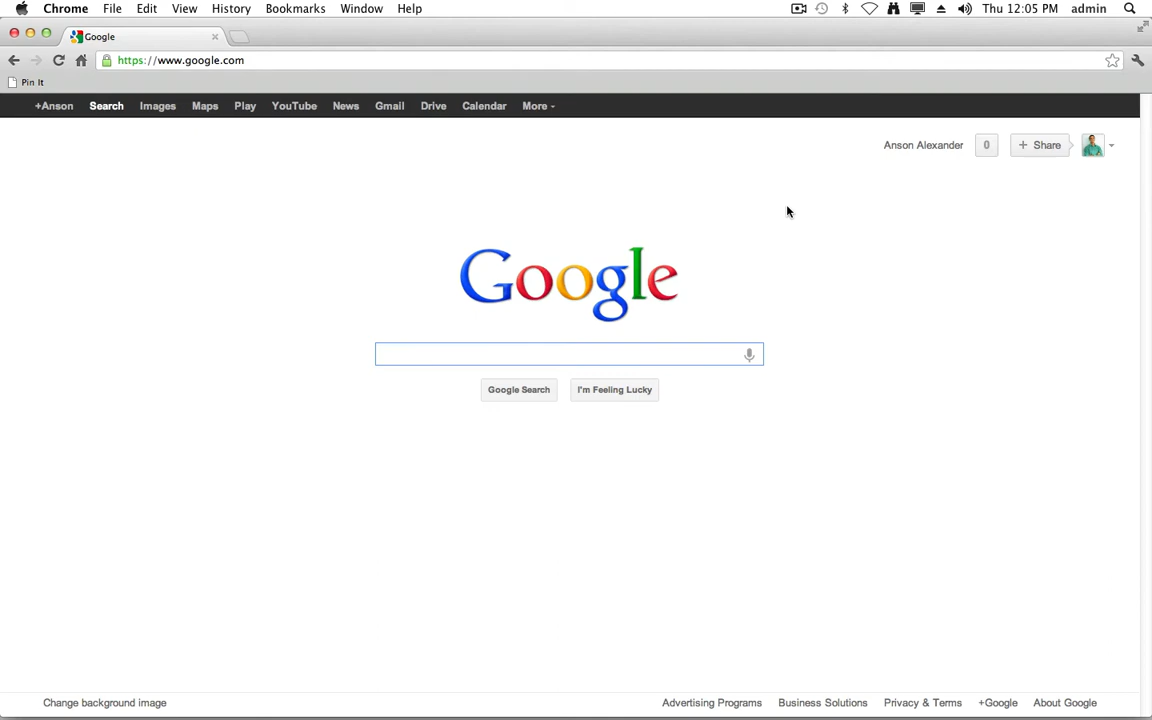 Chrome File Edit View History Bookmarks Window Help Thu 12:05 PM admin
Google
https://www.google.com
Pin It
+Anson Search Images Maps Play YouTube News Gmail Drive Calendar More
Anson Alexander 0 + Share
Google
Google Search I'm Feeling Lucky
Change background image Advertising Programs Business Solutions Privacy & Terms +Google About Google